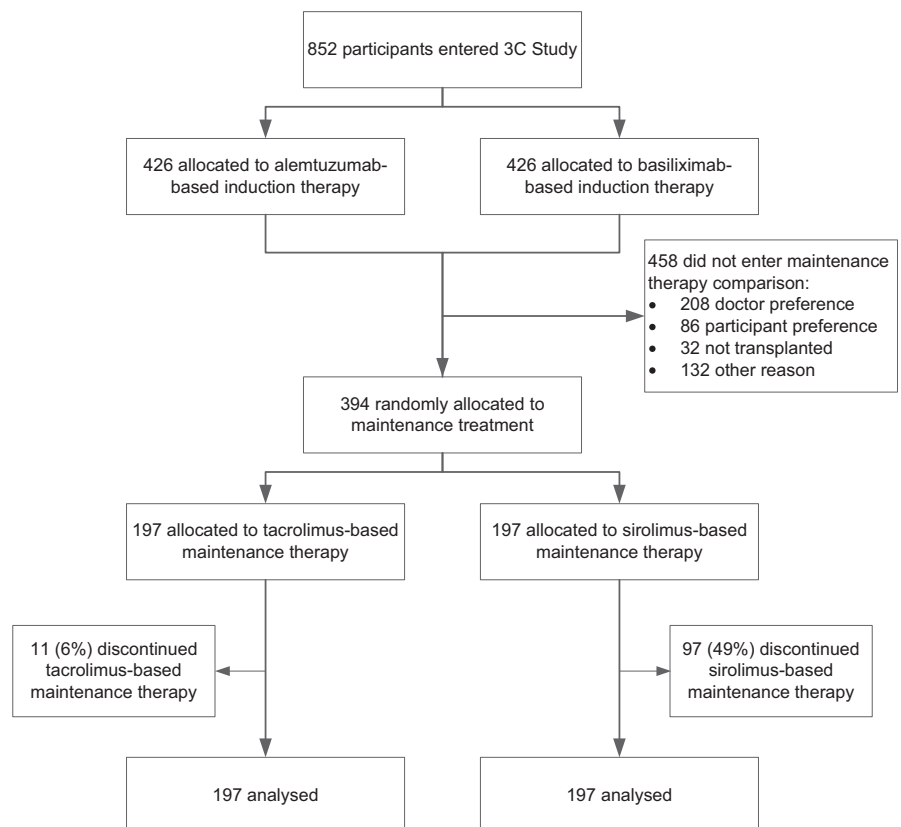 852 participants entered 3C Study
426 allocated to alemtuzumab-
based induction therapy
426 allocated to basiliximab-
based induction therapy
458 did not enter maintenance
therapy comparison:
• 208 doctor preference
• 86 participant preference
• 32 not transplanted
• 132 other reason
394 randomly allocated to
maintenance treatment
197 allocated to tacrolimus-based
maintenance therapy
197 allocated to sirolimus-based
maintenance therapy
11 (6%) discontinued
tacrolimus-based
maintenance therapy
97 (49%) discontinued
sirolimus-based
maintenance therapy
197 analysed
197 analysed